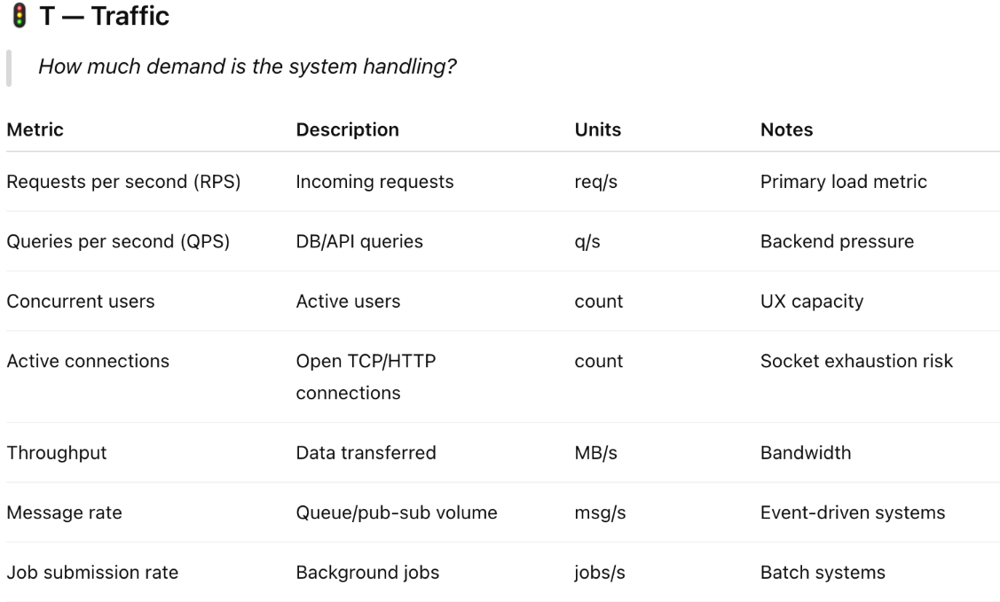 🚦 T — Traffic
How much demand is the system handling?
Metric Description Units Notes
Requests per second (RPS) Incoming requests req/s Primary load metric
Queries per second (QPS) DB/API queries q/s Backend pressure
Concurrent users Active users count UX capacity
Active connections Open TCP/HTTP count Socket exhaustion risk
connections
Throughput Data transferred MB/s Bandwidth
Message rate Queue/pub-sub volume msg/s Event-driven systems
Job submission rate Background jobs jobs/s Batch systems